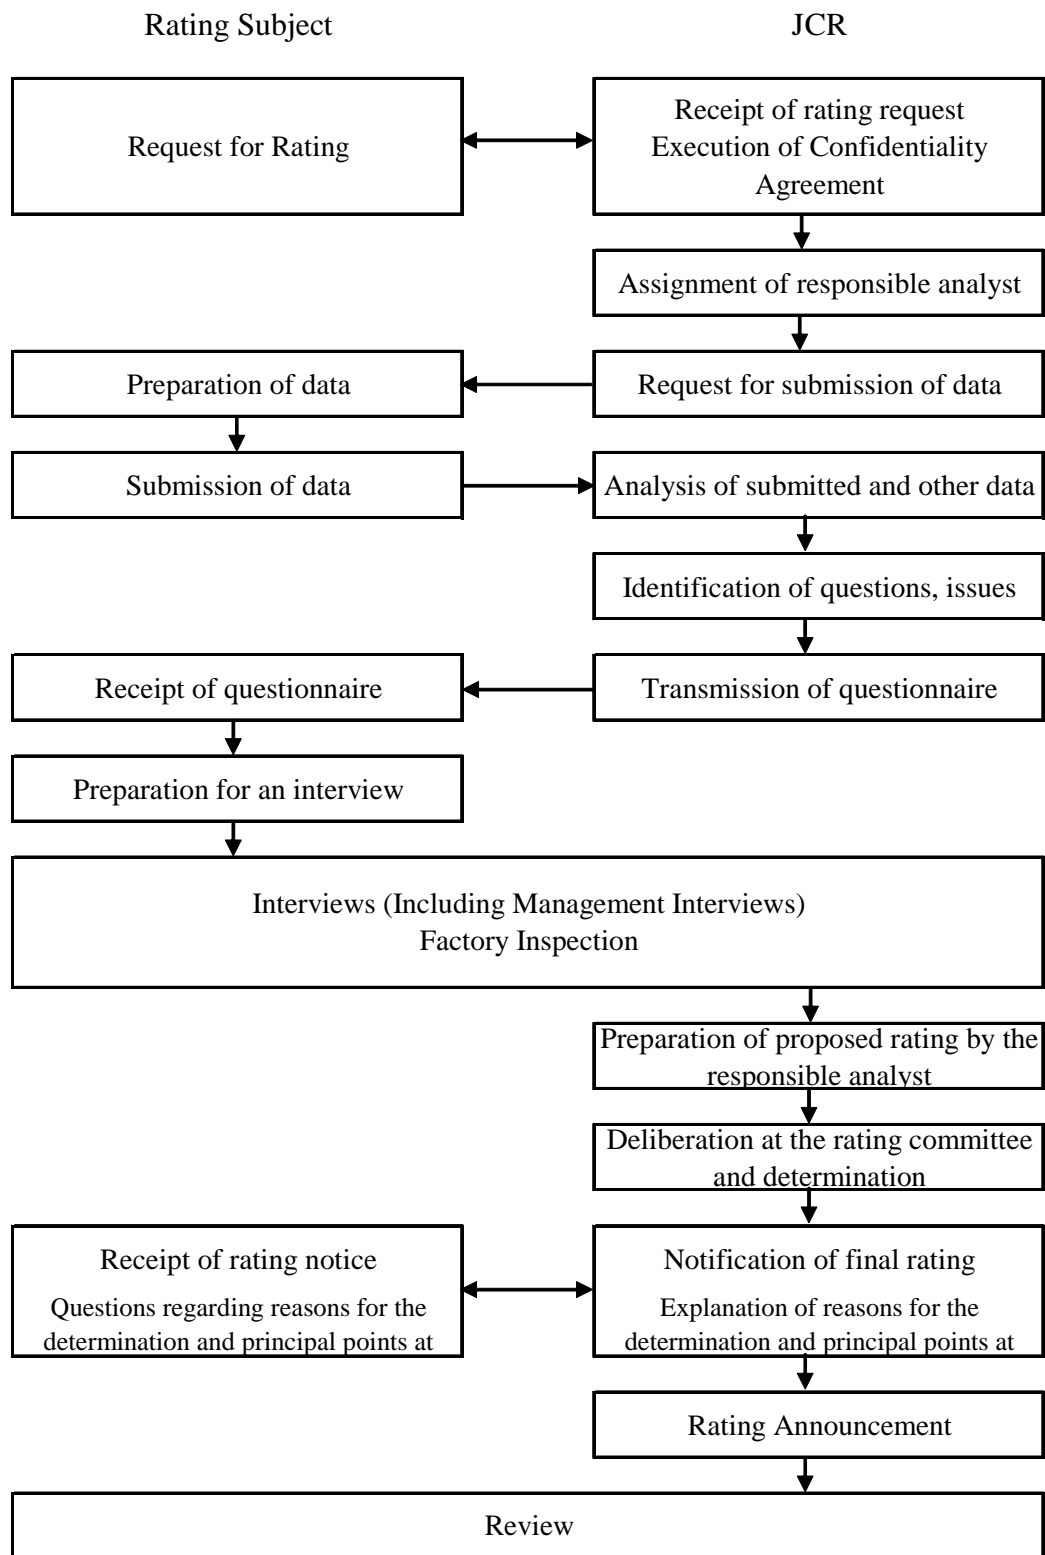 Rating Subject
JCR
Request for Rating
Receipt of rating request
Execution of Confidentiality
Agreement
Assignment of responsible analyst
Preparation of data
Request for submission of data
Submission of data
Analysis of submitted and other data
Identification of questions, issues
Receipt of questionnaire
Transmission of questionnaire
Preparation for an interview
Interviews (Including Management Interviews)
Factory Inspection
Preparation of proposed rating by the
responsible analyst
Deliberation at the rating committee
and determination
Receipt of rating notice
Questions regarding reasons for the
determination and principal points at
Notification of final rating
Explanation of reasons for the
determination and principal points at
Rating Announcement
Review